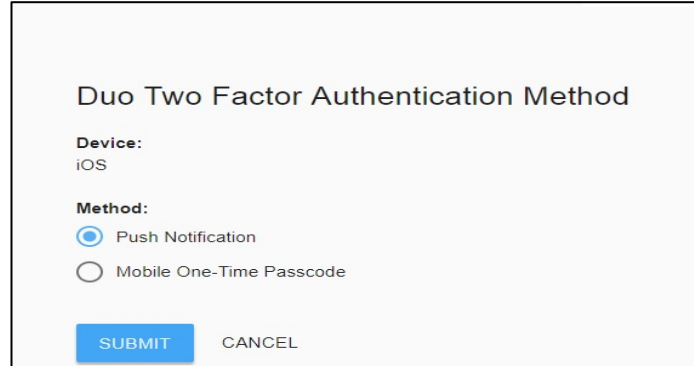 Duo Two Factor Authentication Method
Device:
iOS
Method:
Push Notification
Mobile One-Time Passcode
SUBMIT CANCEL